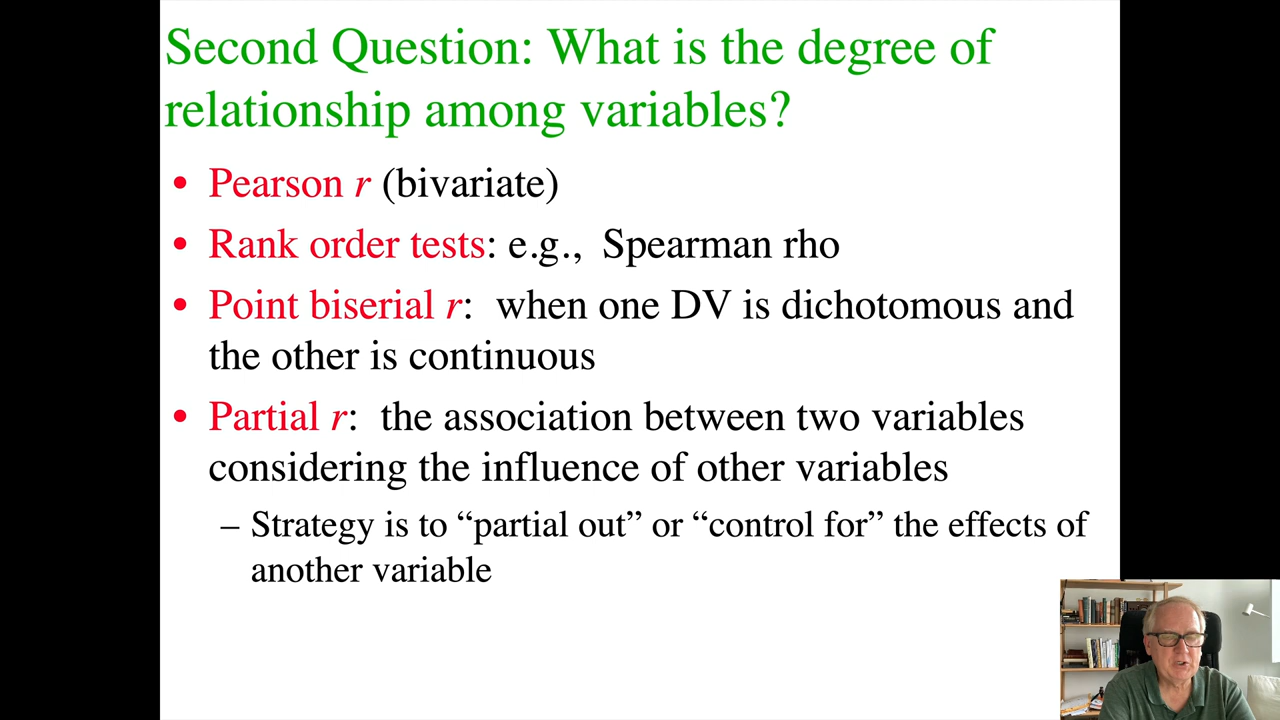 Second Question: What is the degree of
relationship among variables?
• Pearson r (bivariate)
• Rank order tests: e.g.,  Spearman rho
• Point biserial r:  when one DV is dichotomous and
the other is continuous
• Partial r:  the association between two variables
considering the influence of other variables
– Strategy is to “partial out” or “control for” the effects of
another variable